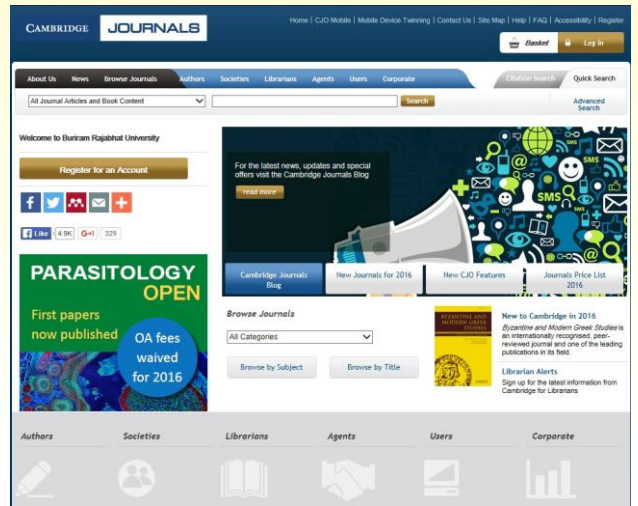 CAMBRIDGE JOURNALS
Home | CJO Mobile | Mobile Device Twinning | Contact Us | Site Map | Help | FAQ | Accessibility | Register
Basket Log in
About Us News Browse Journals Authors Societies Librarians Agents Users Corporate Citation Search Quick Search
All Journal Articles and Book Content Search Advanced
Search
Welcome to Buriram Rajabhat University
Register for an Account
Like 4.9K G+1 329
PARASITOLOGY
OPEN
First papers
now published
OA fees
waived
for 2016
For the latest news, updates and special
offers visit the Cambridge Journals Blog
read more
SMS
SMS
Cambridge Journals
Blog
New Journals for 2016
New CJO Features
Journals Price List
2016
Browse Journals
All Categories
Browse by Subject Browse by Title
BYZANTINE AND
MODERN GREEK
STUDIES
New to Cambridge in 2016
Byzantine and Modern Greek Studies is
an internationally recognised, peer-
reviewed journal and one of the leading
publications in its field.
Librarian Alerts
Sign up for the latest information from
Cambridge for Librarians
Authors Societies Librarians Agents Users Corporate